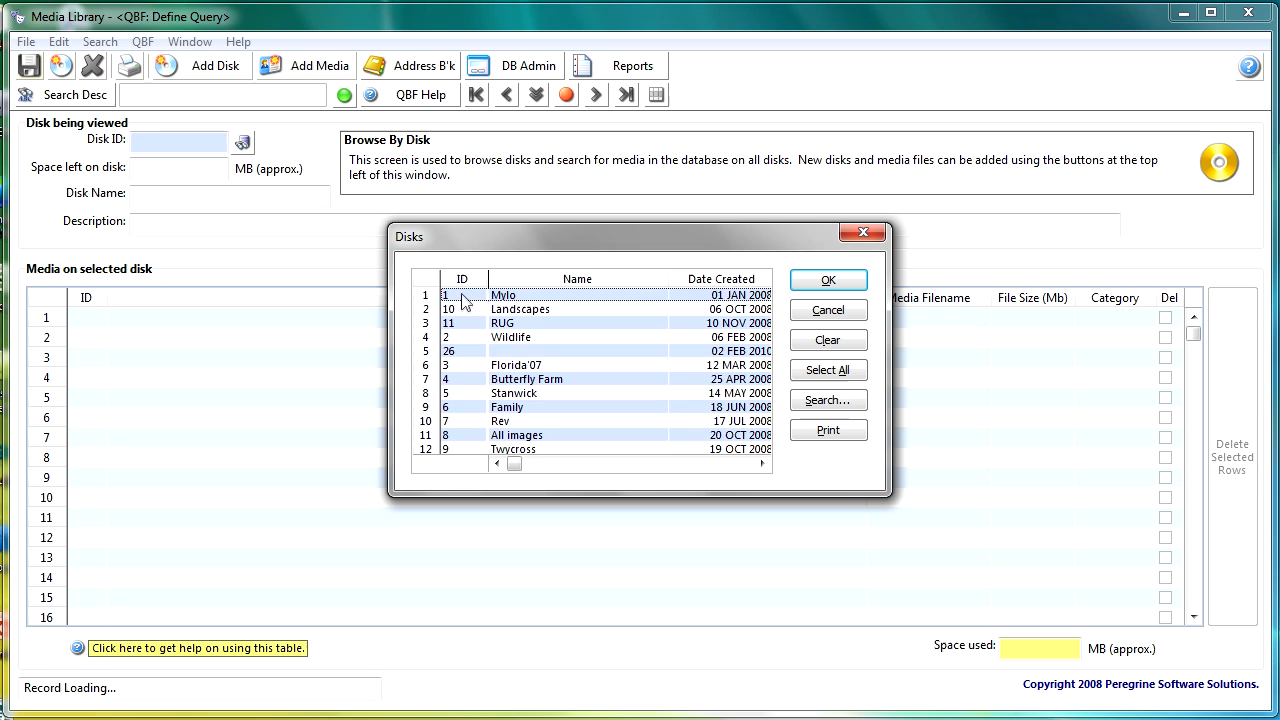 Media Library - <QBF: Define Query>
File Edit Search QBF Window Help
Add Disk Add Media Address B'k DB Admin Reports
Search Desc QBF Help
Disk being viewed
Disk ID:
Space left on disk: MB (approx.)
Disk Name:
Description:
Browse By Disk
This screen is used to browse disks and search for media in the database on all disks. New disks and media files can be added using the buttons at the top
left of this window.
Media on selected disk
ID Media Filename File Size (Mb) Category Del
1
2
3
4
5
6
7
8
9
10
11
12
13
14
15
16
Delete
Selected
Rows
Disks
ID Name Date Created
1 1 Mylo 01 JAN 2008
2 10 Landscapes 06 OCT 2008
3 11 RUG 10 NOV 2008
4 2 Wildlife 06 FEB 2008
5 26 02 FEB 2010
6 3 Florida'07 12 MAR 2008
7 4 Butterfly Farm 25 APR 2008
8 5 Stanwick 14 MAY 2008
9 6 Family 18 JUN 2008
10 7 Rev 17 JUL 2008
11 8 All images 20 OCT 2008
12 9 Twycross 19 OCT 2008
OK
Cancel
Clear
Select All
Search...
Print
Click here to get help on using this table.
Space used: MB (approx.)
Record Loading...
Copyright 2008 Peregrine Software Solutions.